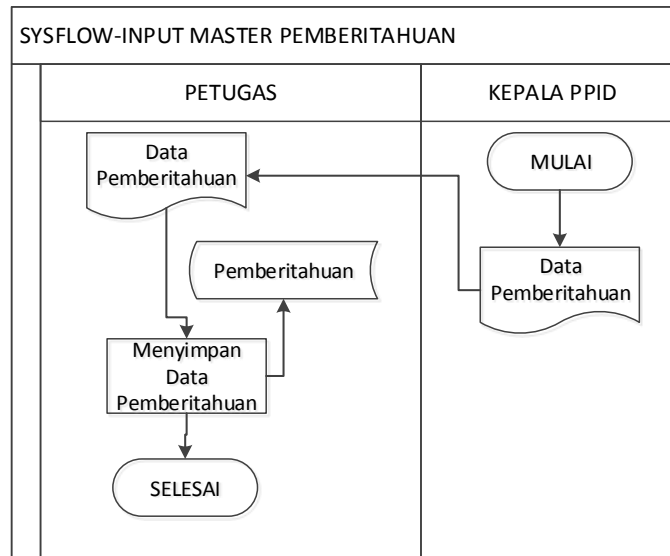 SYSFLOW-INPUT MASTER PEMBERITAHUAN
PETUGAS
KEPALA PPID
Data
Pemberitahuan
MULAI
Pemberitahuan
Data
Pemberitahuan
Menyimpan
Data
Pemberitahuan
SELESAI